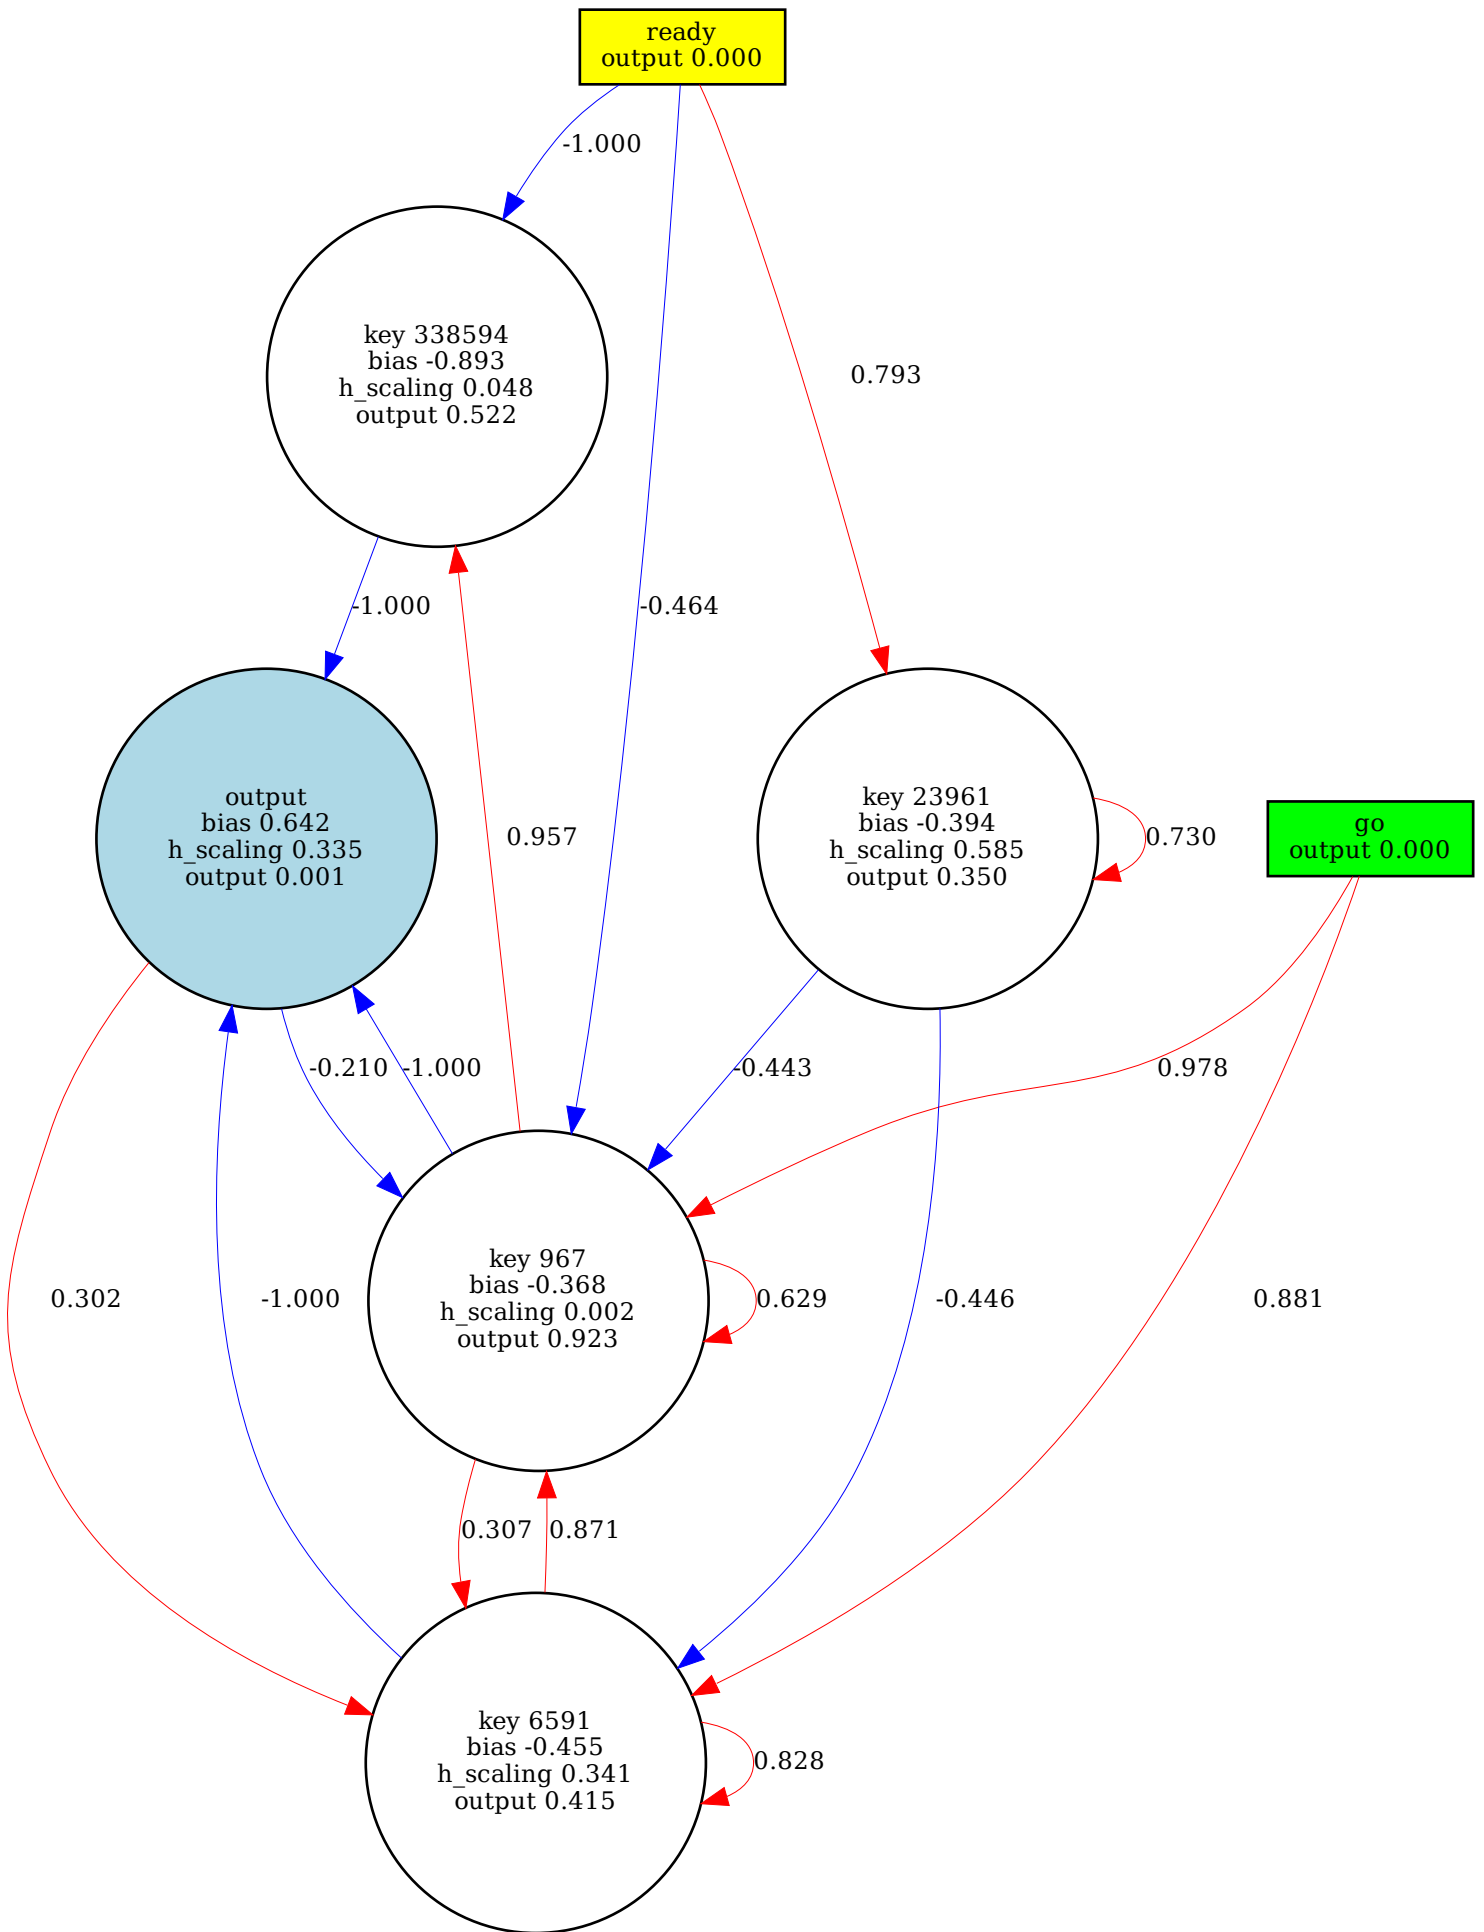 ready
output 0.000
-1.000
key 338594
bias -0.893
h_scaling 0.048
output 0.522
0.793
-1.000
-0.464
output
bias 0.642
h_scaling 0.335
output 0.001
0.957
key 23961
bias -0.394
h_scaling 0.585
output 0.350
0.730
go
output 0.000
-0.210
-1.000
-0.443
0.978
0.302
-1.000
key 967
bias -0.368
h_scaling 0.002
output 0.923
0.629
-0.446
0.881
0.307
0.871
key 6591
bias -0.455
h_scaling 0.341
output 0.415
0.828